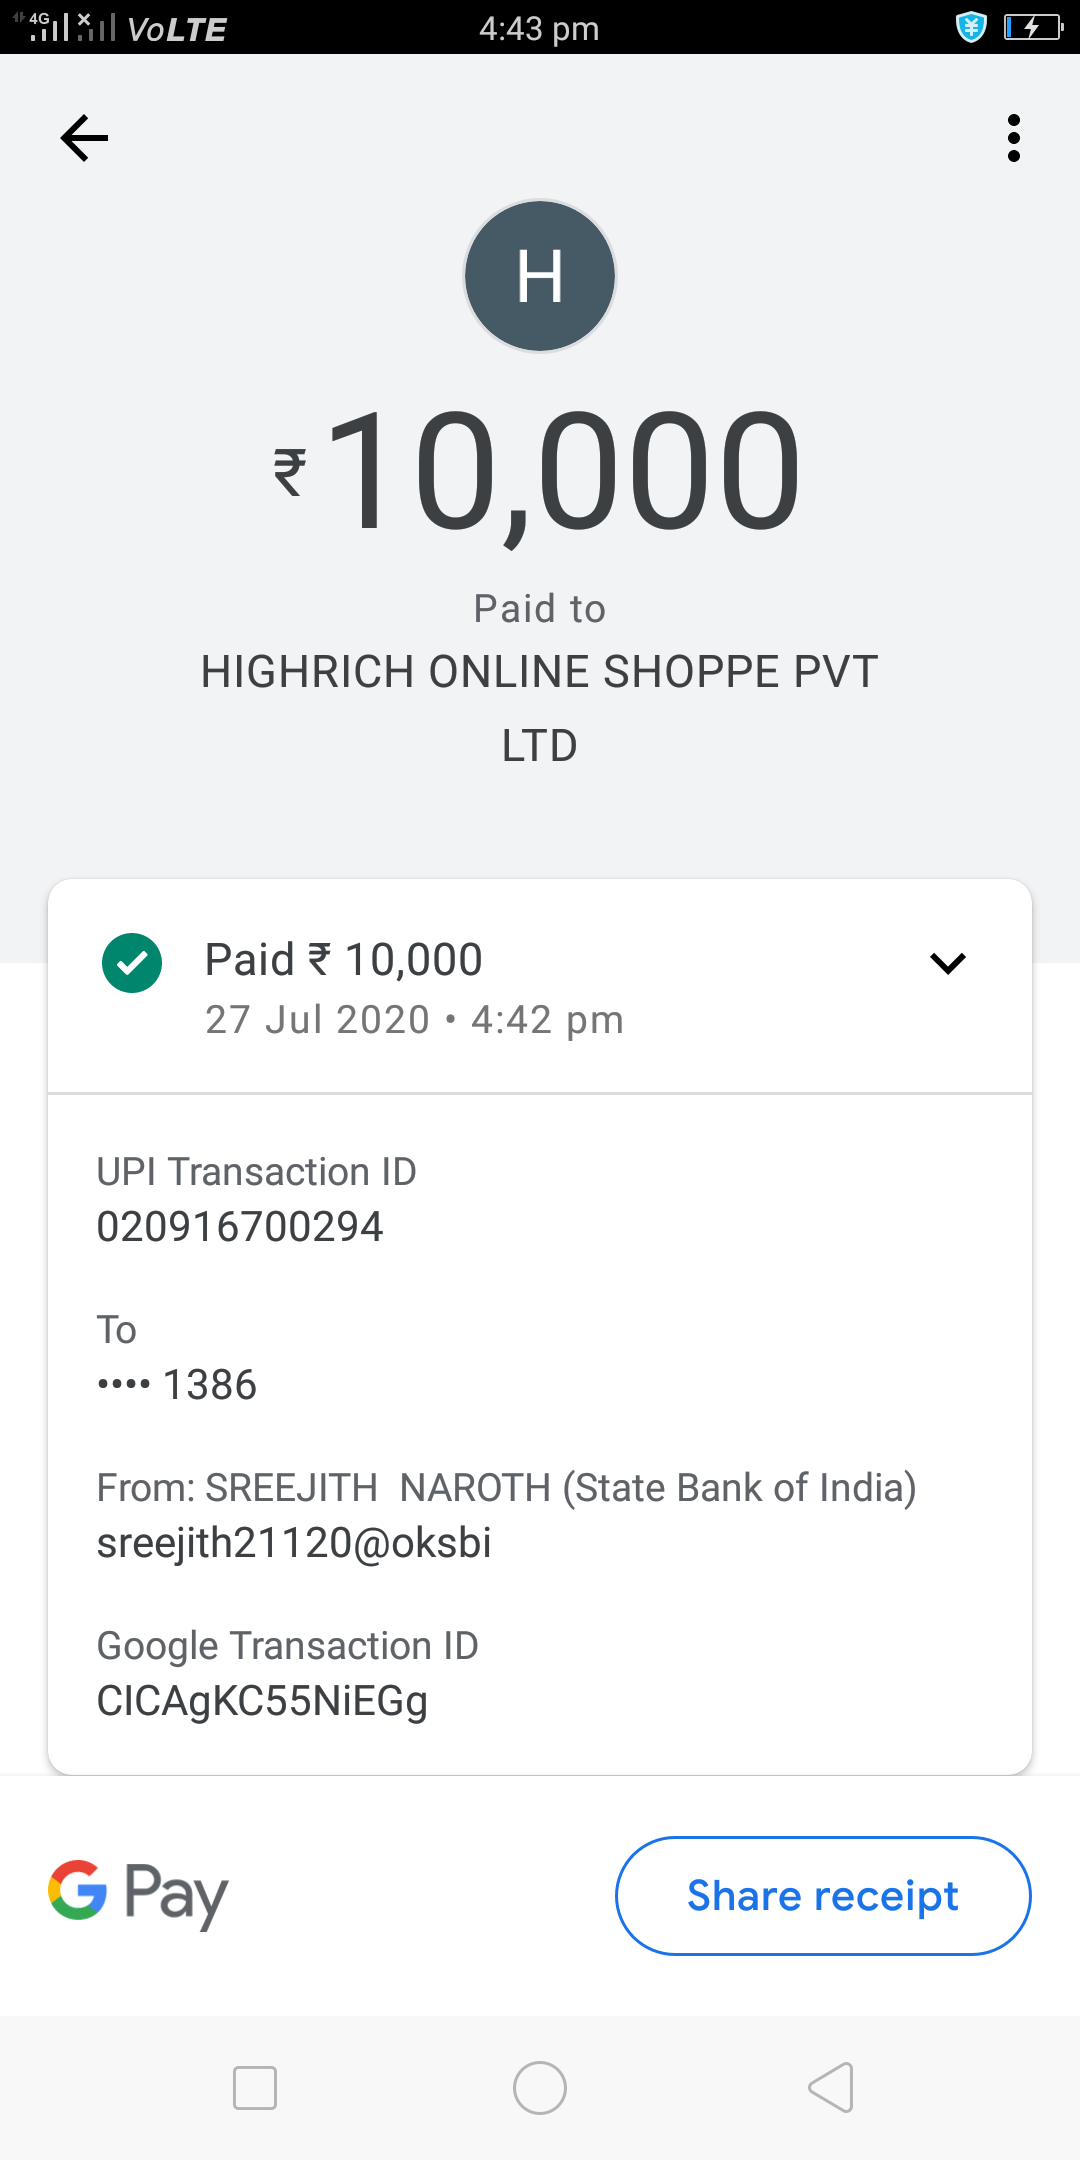 4G VoLTE 4:43 pm
H
₹10,000
Paid to
HIGHRICH ONLINE SHOPPE PVT
LTD
Paid ₹ 10,000
27 Jul 2020 • 4:42 pm
UPI Transaction ID
020916700294
To
•••• 1386
From: SREEJITH  NAROTH (State Bank of India)
sreejith21120@oksbi
Google Transaction ID
CICAgKC55NiEGg
G Pay
Share receipt